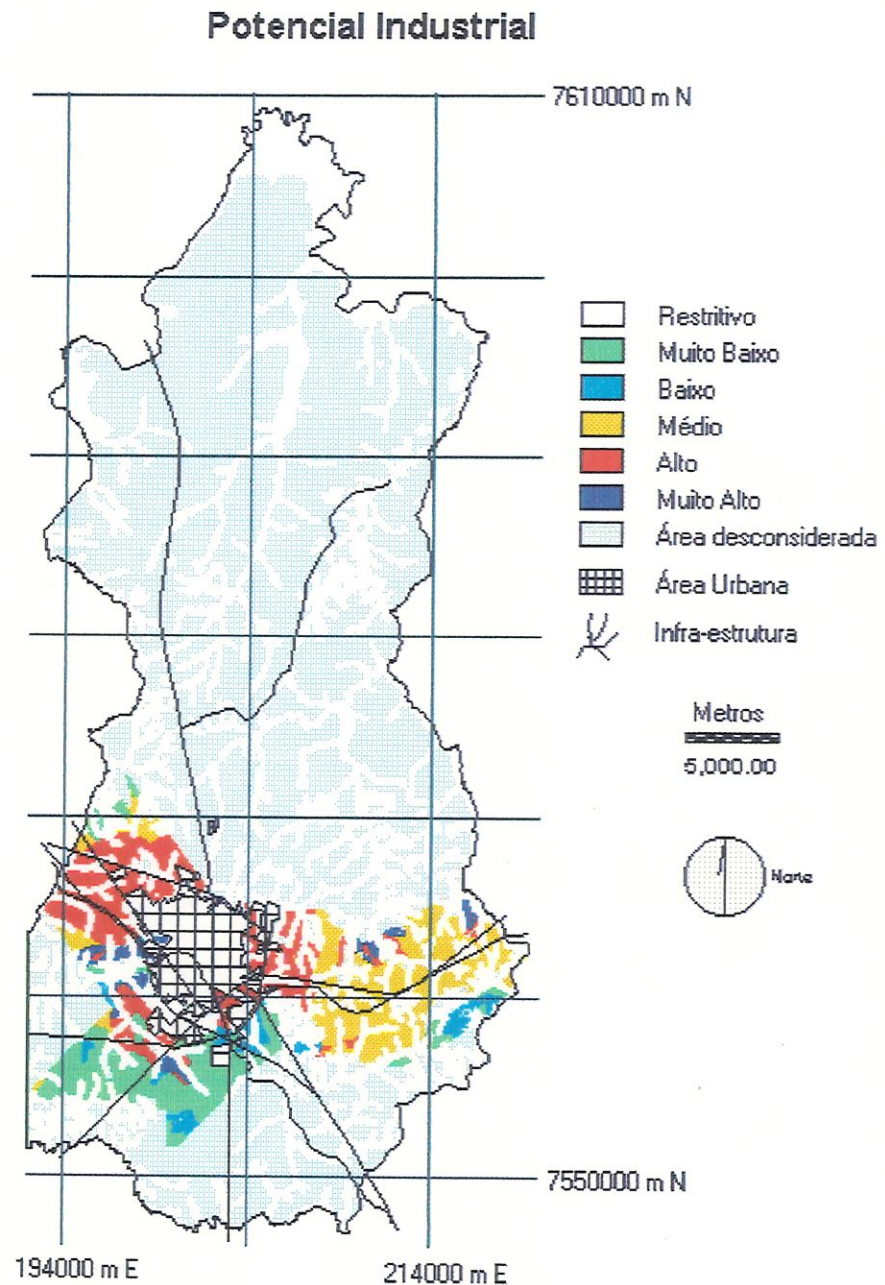 Potencial Industrial
7610000 m N
Restritivo
Muito Baixo
Baixo
Médio
Alto
Muito Alto
Área desconsiderada
Área Urbana
Infra-estrutura
Metros
5,000.00
Norte
7550000 m N
194000 m E
214000 m E